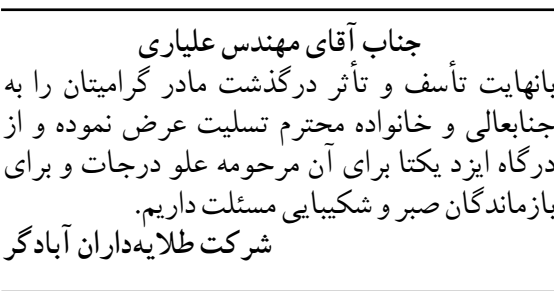 جناب آقای مهندس علیاری
بانهایت تأسف و تأثر درگذشت مادر گرامیتان را به
جنابعالی و خانواده محترم تسلیت عرض نموده و از
درگاه ایزد یکتا برای آن مرحومه علو درجات و برای
بازماندگان صبر و شکیبایی مسئلت داریم.
شرکت طلایه‌داران آبادگر